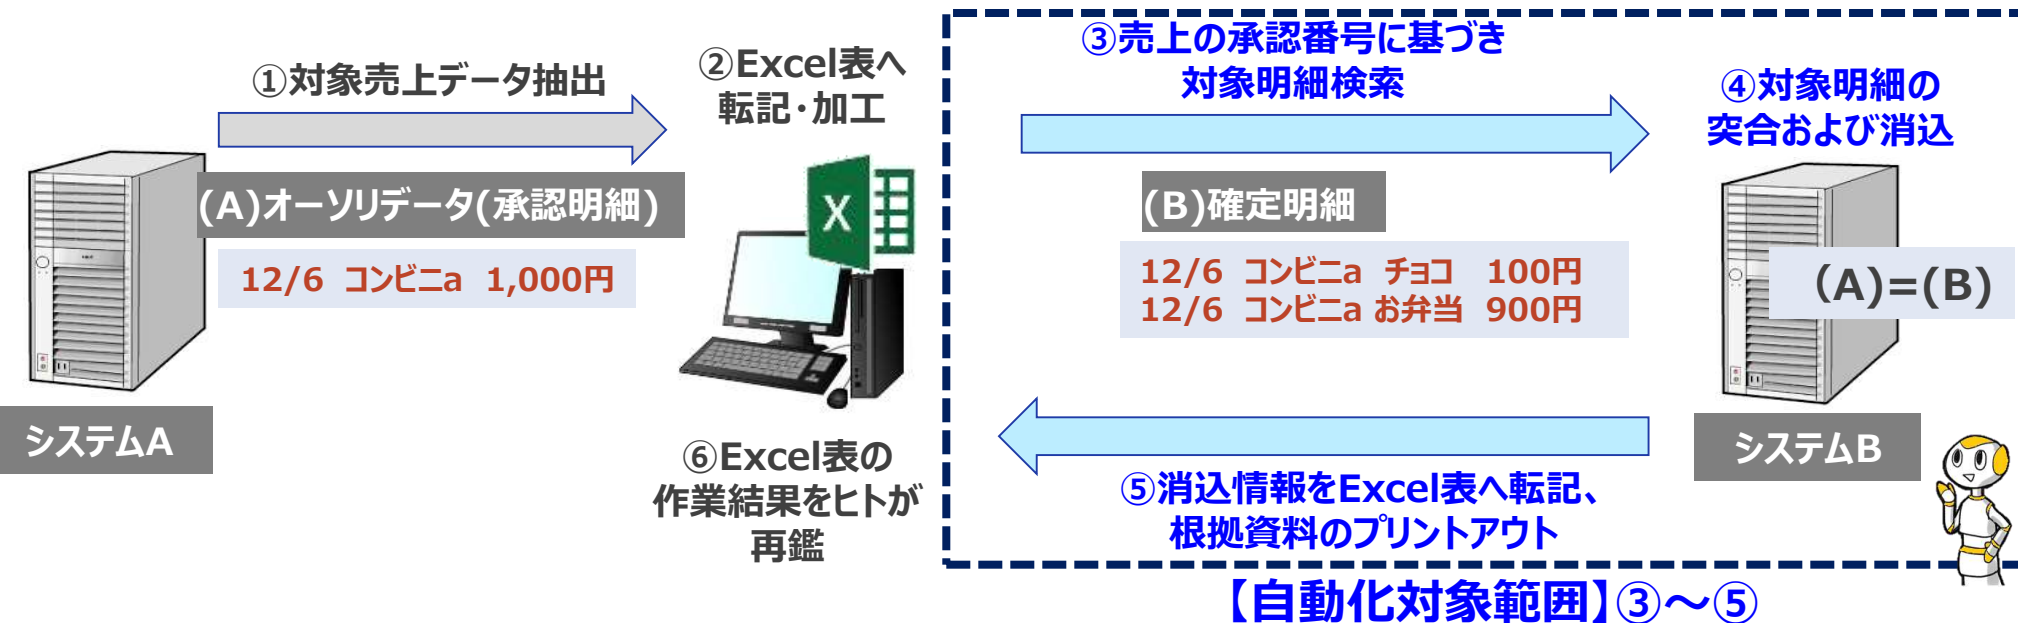 ①対象売上データ抽出
②Excel表へ
転記・加工
(A)オーソリデータ(承認明細)
12/6 コンビニa 1,000円
システムA
⑥Excel表の
作業結果をヒトが
再鑑
③売上の承認番号に基づき
対象明細検索
(B)確定明細
12/6 コンビニa チョコ 100円
12/6 コンビニa お弁当 900円
④対象明細の
突合および消込
(A)=(B)
システムB
⑤消込情報をExcel表へ転記、
根拠資料のプリントアウト
【自動化対象範囲】③～⑤
X